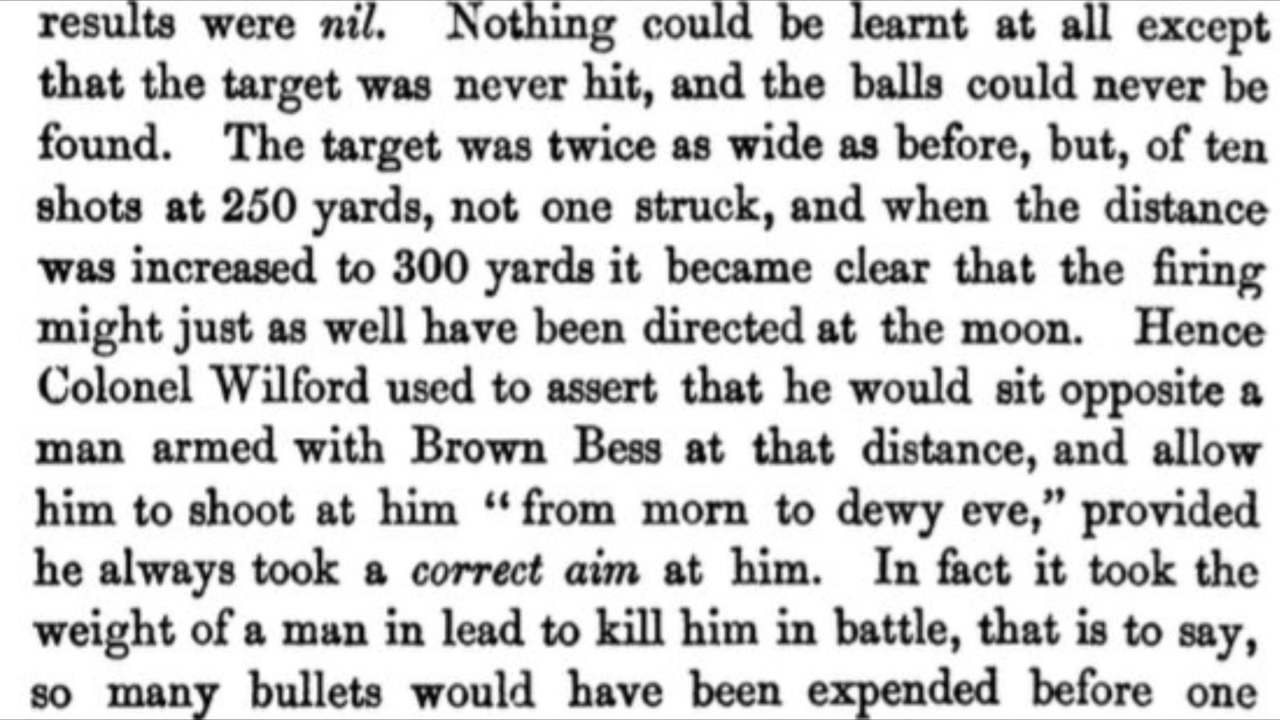 results were nil. Nothing could be learnt at all except
that the target was never hit, and the balls could never be
found. The target was twice as wide as before, but, of ten
shots at 250 yards, not one struck, and when the distance
was increased to 300 yards it became clear that the firing
might just as well have been directed at the moon. Hence
Colonel Wilford used to assert that he would sit opposite a
man armed with Brown Bess at that distance, and allow
him to shoot at him “from morn to dewy eve,” provided
he always took a correct aim at him. In fact it took the
weight of a man in lead to kill him in battle, that is to say,
so many bullets would have been expended before one